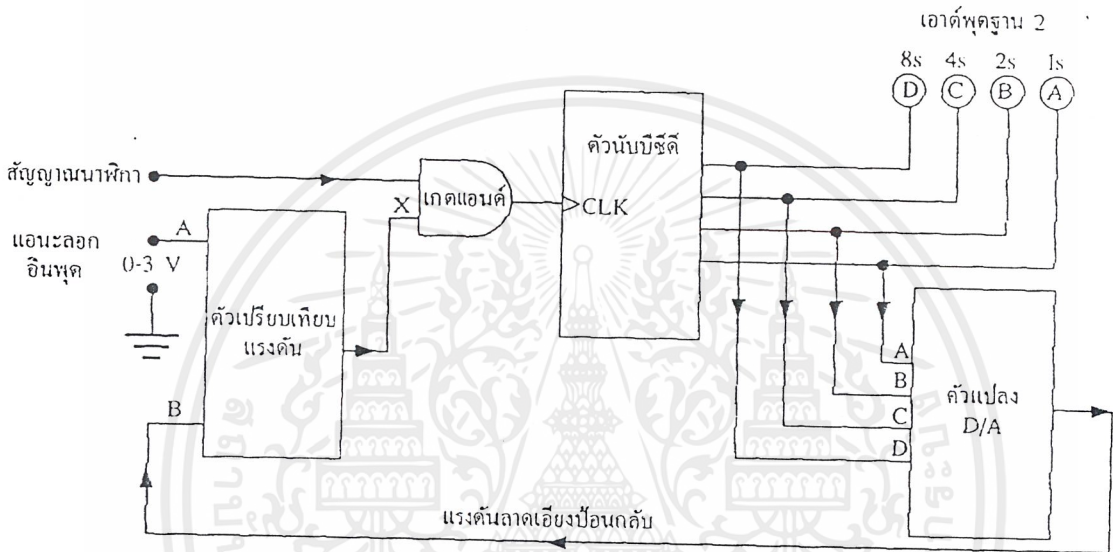 เอาต์พุตฐาน 2
8s 4s 2s 1s
D C B A
สัญญาณนาฬิกา
แอนะลอก
อินพุต
0-3 V
A
B
ตัวเปรียบเทียบ
แรงดัน
X
เกตแอนด์
ตัวนับบีซีดี
CLK
A
B
C
D
ตัวแปลง
D/A
แรงดันลาดเอียงป้อนกลับ